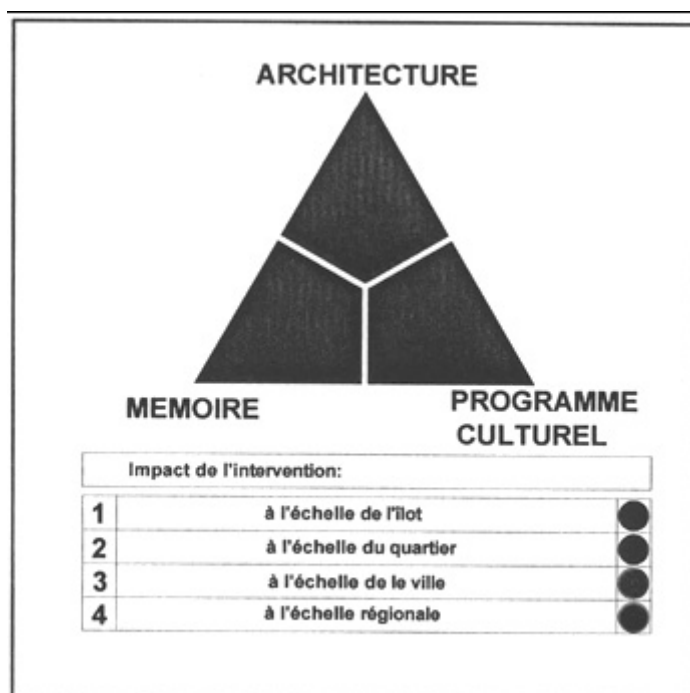 ARCHITECTURE
MEMOIRE
PROGRAMME
CULTUREL
Impact de l'intervention:
1 à l'échelle de l'îlot
2 à l'échelle du quartier
3 à l'échelle de le ville
4 à l'échelle régionale